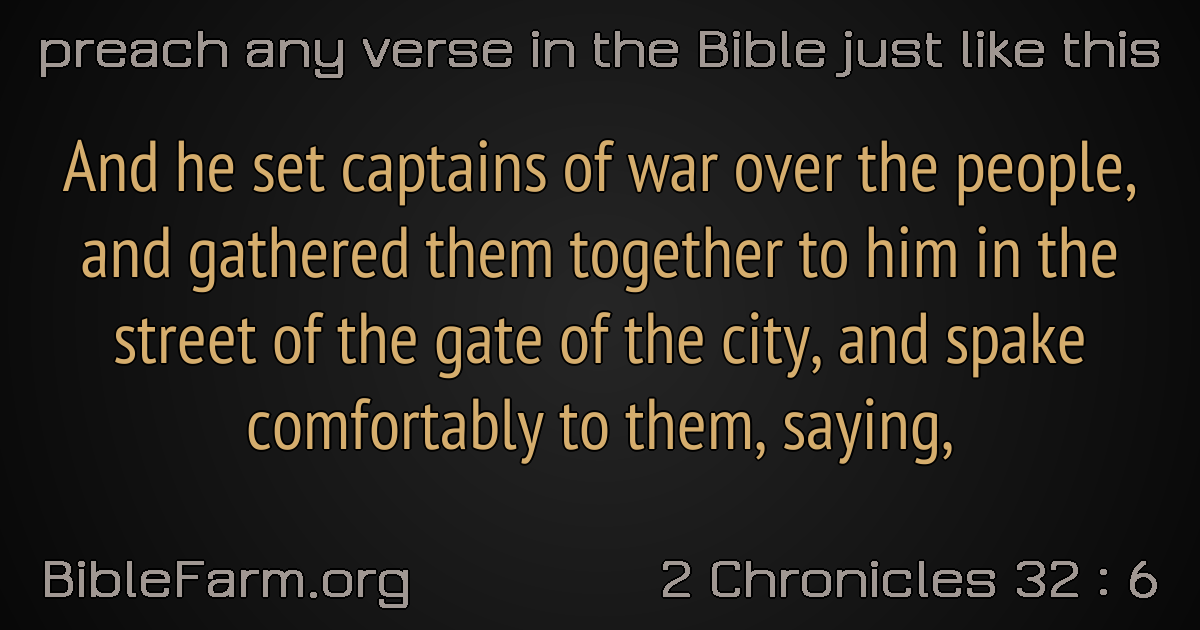 preach any verse in the Bible just like this
And he set captains of war over the people,
and gathered them together to him in the
street of the gate of the city, and spake
comfortably to them, saying,
BibleFarm.org
2 Chronicles 32 : 6